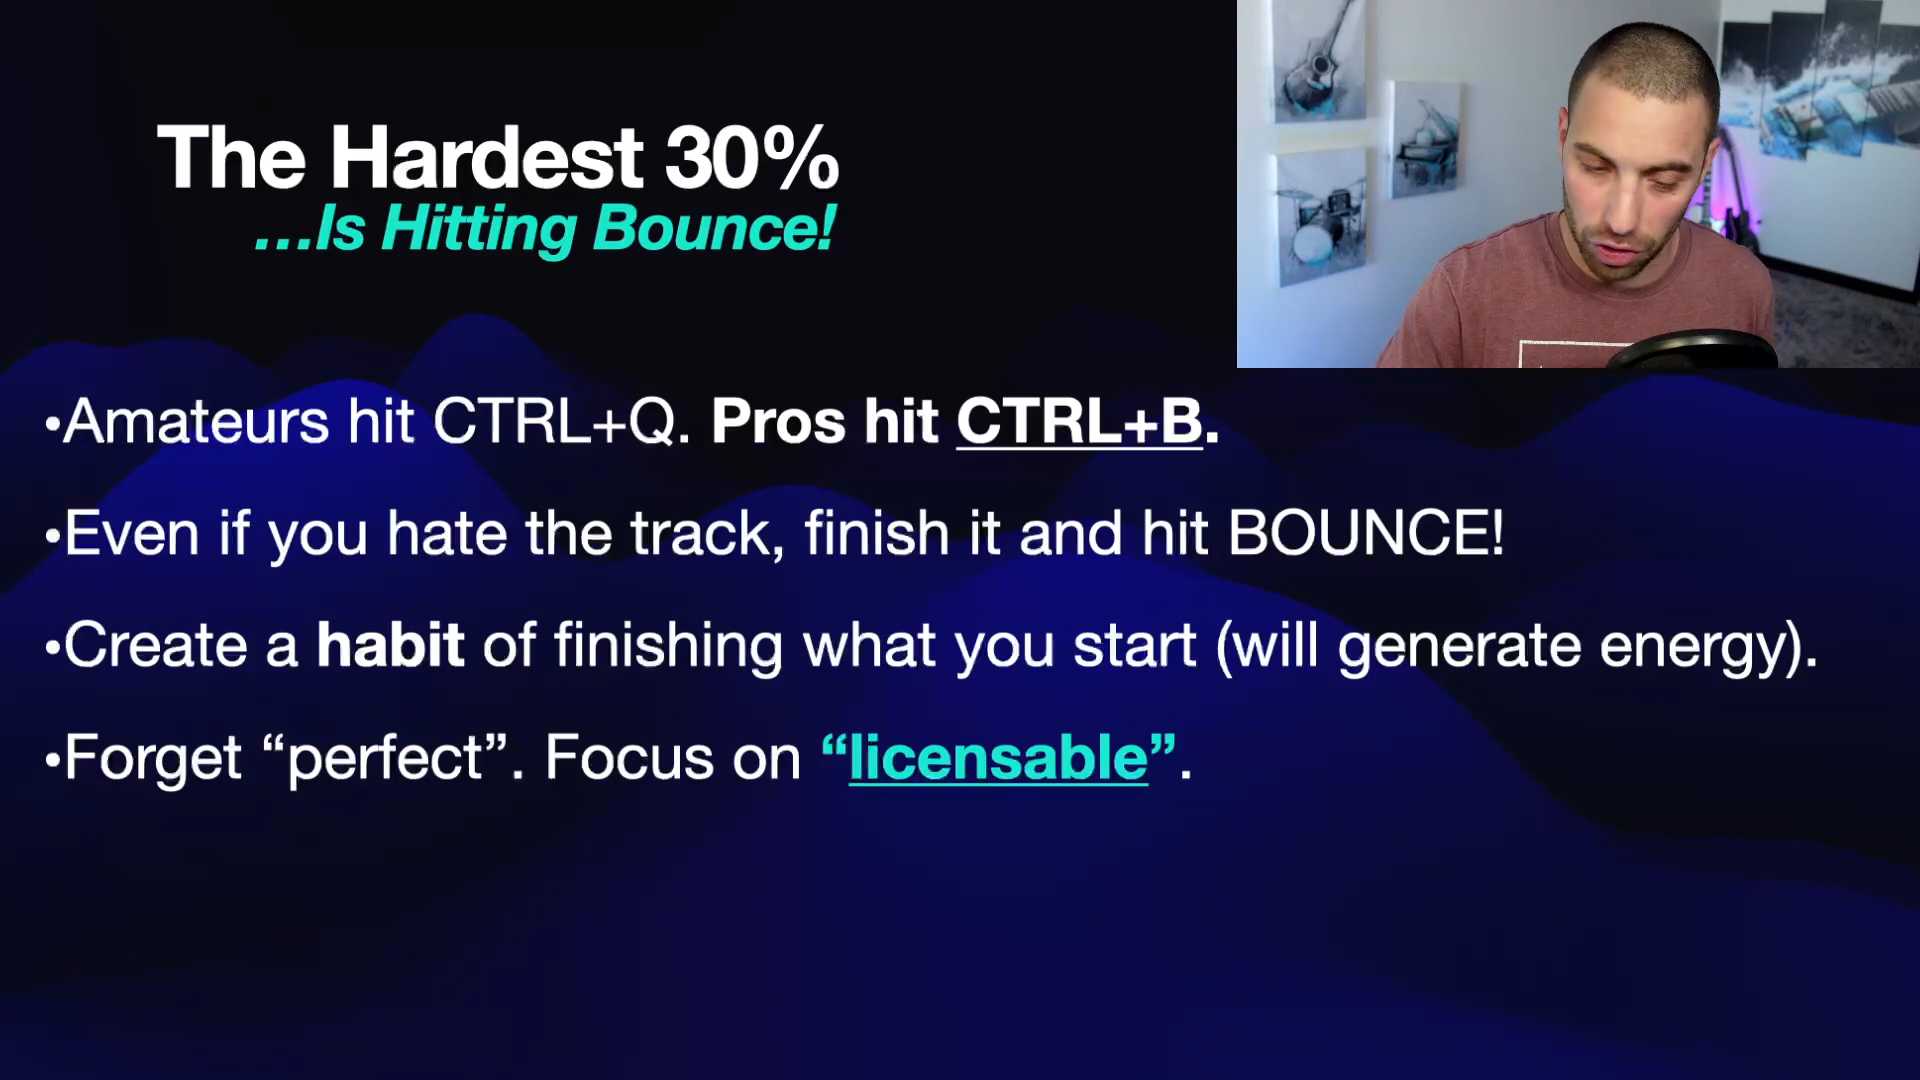 The Hardest 30%
...Is Hitting Bounce!
•Amateurs hit CTRL+Q. Pros hit CTRL+B.
•Even if you hate the track, finish it and hit BOUNCE!
•Create a habit of finishing what you start (will generate energy).
•Forget “perfect”. Focus on “licensable”.